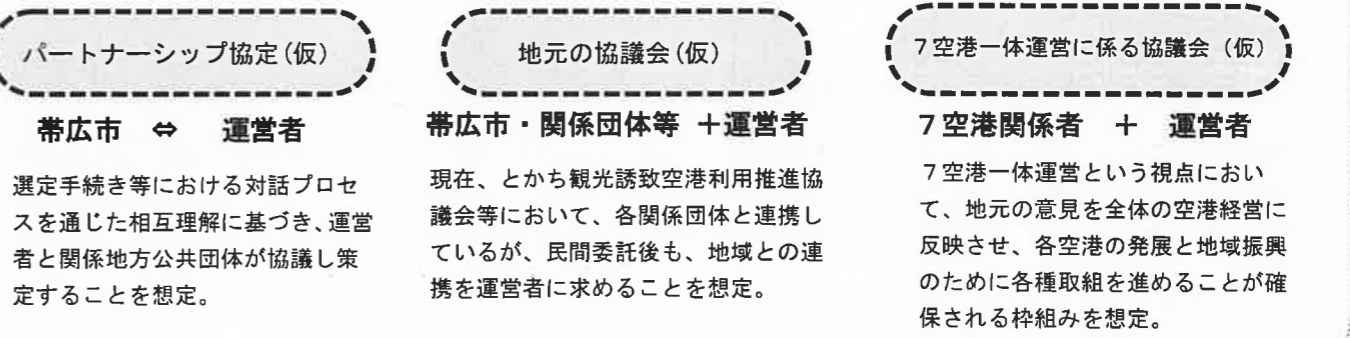 パートナーシップ協定(仮)
帯広市 ⇔ 運営者
選定手続き等における対話プロセ
スを通じた相互理解に基づき、運営
者と関係地方公共団体が協議し策
定することを想定。
地元の協議会(仮)
帯広市・関係団体等 ＋運営者
現在、とかち観光誘致空港利用推進協
議会等において、各関係団体と連携し
ているが、民間委託後も、地域との連
携を運営者に求めることを想定。
７空港一体運営に係る協議会（仮）
７空港関係者 ＋ 運営者
７空港一体運営という視点におい
て、地元の意見を全体の空港経営に
反映させ、各空港の発展と地域振興
のために各種取組を進めることが確
保される枠組みを想定。